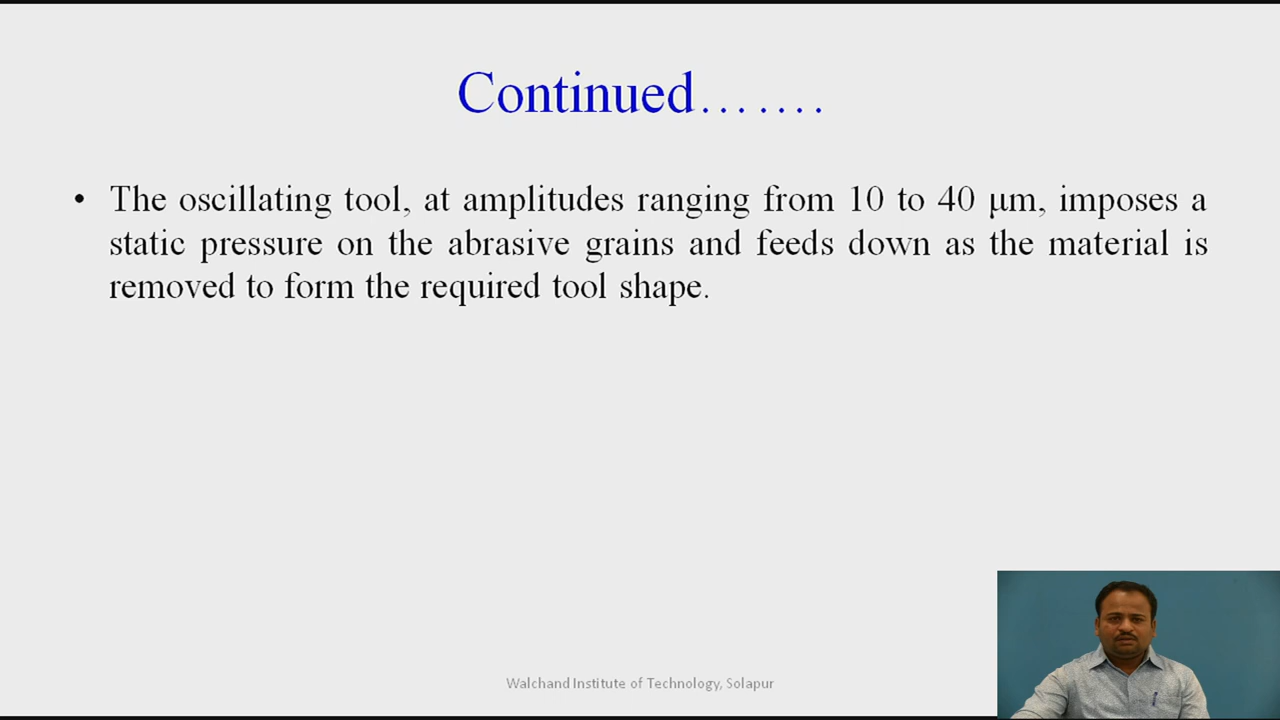 Continued…….
• The oscillating tool, at amplitudes ranging from 10 to 40 μm, imposes a
static pressure on the abrasive grains and feeds down as the material is
removed to form the required tool shape.
Walchand Institute of Technology, Solapur